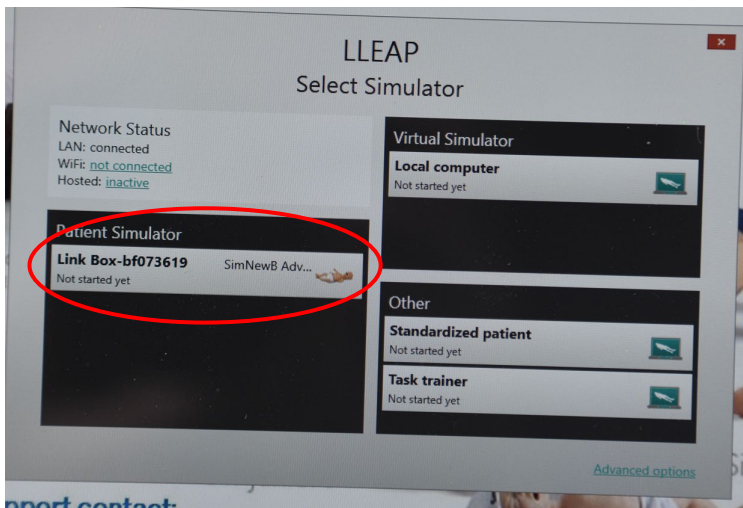 LLEAP
Select Simulator
Network Status
LAN: connected
WiFi: not connected
Hosted: inactive
Patient Simulator
Link Box-bf073619 SimNewB Adv...
Not started yet
Virtual Simulator
Local computer
Not started yet
Other
Standardized patient
Not started yet
Task trainer
Not started yet
Advanced options
pport contact: